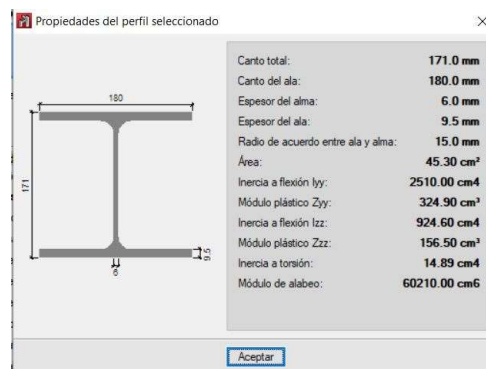 Propiedades del perfil seleccionado
180
171
9.5
6
Canto total: 171.0 mm
Canto del ala: 180.0 mm
Espesor del alma: 6.0 mm
Espesor del ala: 9.5 mm
Radio de acuerdo entre ala y alma: 15.0 mm
Área: 45.30 cm²
Inercia a flexión Iyy: 2510.00 cm4
Módulo plástico Zyy: 324.90 cm³
Inercia a flexión Izz: 924.60 cm4
Módulo plástico Zzz: 156.50 cm³
Inercia a torsión: 14.89 cm4
Módulo de alabeo: 60210.00 cm6
Aceptar